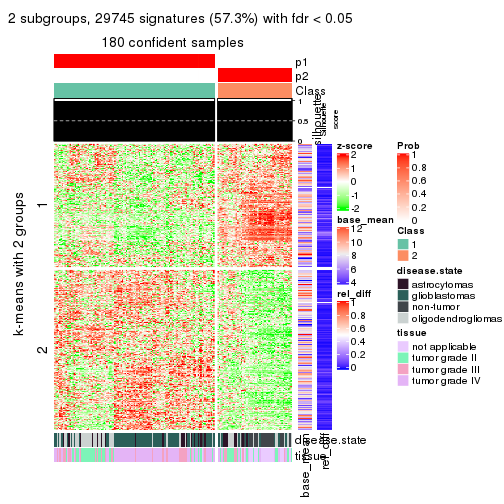 2 subgroups, 29745 signatures (57.3%) with fdr < 0.05
180 confident samples
p1
p2
Class
1
0.5
0
silhouette
score
k-means with 2 groups
1
2
z-score
2
1
0
-1
-2
base_mean
12
10
8
6
4
rel_diff
1
0.8
0.6
0.4
0.2
0
Prob
1
0.8
0.6
0.4
0.2
0
Class
1
2
disease.state
astrocytomas
glioblastomas
non-tumor
oligodendrogliomas
tissue
not applicable
tumor grade II
tumor grade III
tumor grade IV
disease.state
tissue
base_mean
rel_diff